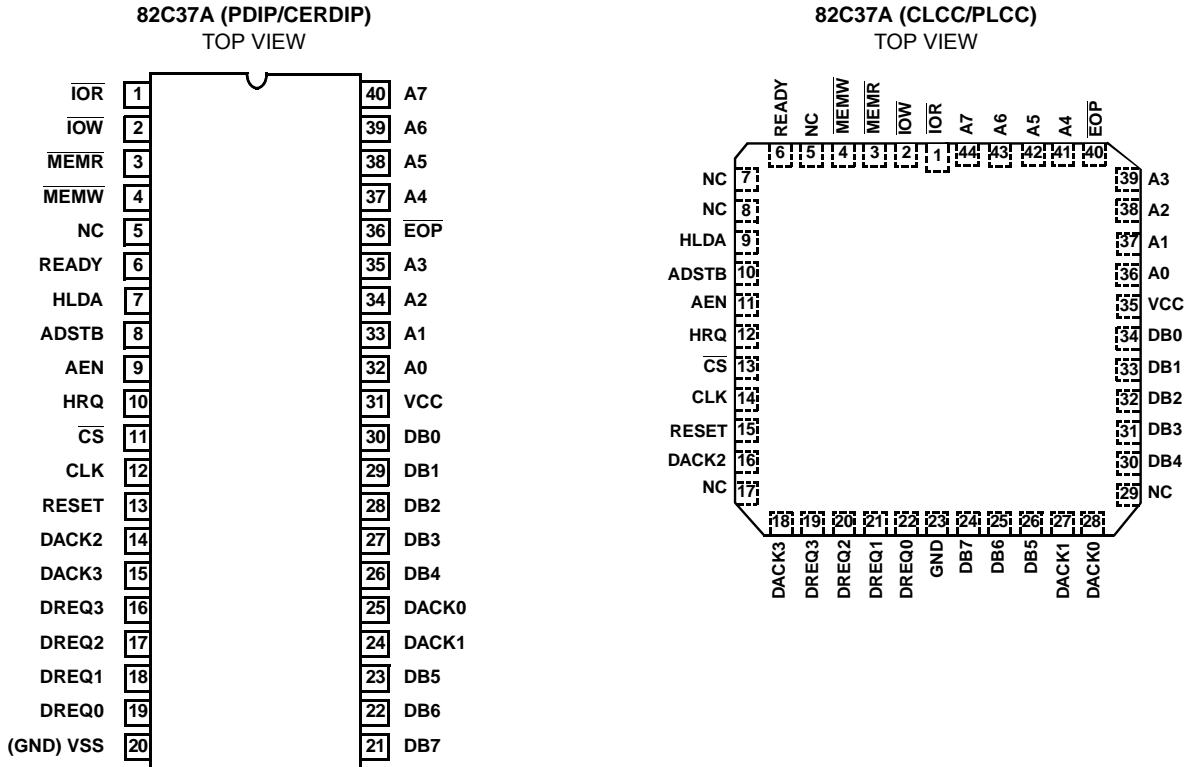 82C37A (PDIP/CERDIP)
TOP VIEW
IOR 1 40 A7
IOW 2 39 A6
MEMR 3 38 A5
MEMW 4 37 A4
NC 5 36 EOP
READY 6 35 A3
HLDA 7 34 A2
ADSTB 8 33 A1
AEN 9 32 A0
HRQ 10 31 VCC
CS 11 30 DB0
CLK 12 29 DB1
RESET 13 28 DB2
DACK2 14 27 DB3
DACK3 15 26 DB4
DREQ3 16 25 DACK0
DREQ2 17 24 DACK1
DREQ1 18 23 DB5
DREQ0 19 22 DB6
(GND) VSS 20 21 DB7
82C37A (CLCC/PLCC)
TOP VIEW
READY NC MEMW MEMR IOW IOR A7 A6 A5 A4 EOP
6 5 4 3 2 1 44 43 42 41 40
NC 7 39 A3
NC 8 38 A2
HLDA 9 37 A1
ADSTB 10 36 A0
AEN 11 35 VCC
HRQ 12 34 DB0
CS 13 33 DB1
CLK 14 32 DB2
RESET 15 31 DB3
DACK2 16 30 DB4
NC 17 29 NC
18 19 20 21 22 23 24 25 26 27 28
DACK3 DREQ3 DREQ2 DREQ1 DREQ0 GND DB7 DB6 DB5 DACK1 DACK0